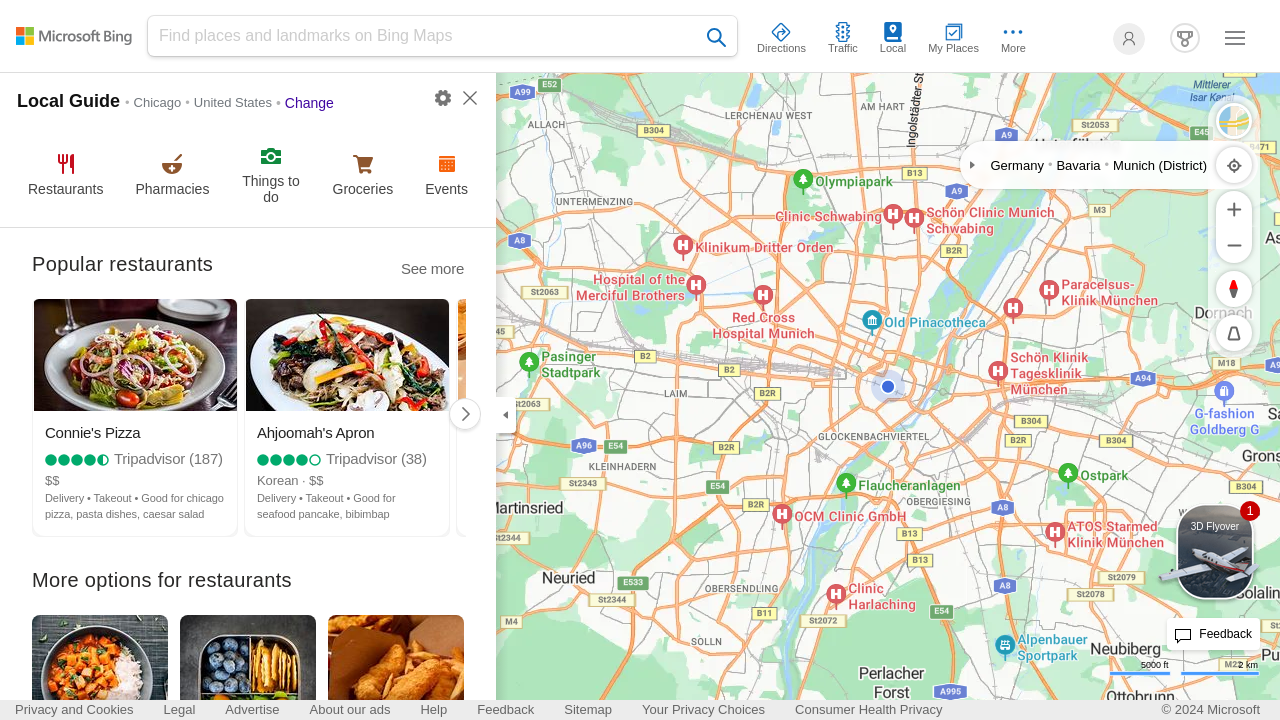 Microsoft Bing
Find places and landmarks on Bing Maps
Directions
Traffic
Local
My Places
More
Local Guide • Chicago • United States • Change
Restaurants
Pharmacies
Things to
do
Groceries
Events
Popular restaurants
See more
Connie's Pizza
Tripadvisor (187)
$$
Delivery • Takeout • Good for chicago
pizza, pasta dishes, caesar salad
Ahjoomah's Apron
Tripadvisor (38)
Korean · $$
Delivery • Takeout • Good for
seafood pancake, bibimbap
More options for restaurants
A99
E52
ALLACH
B304
LERCHENAU WEST
AM HART
Ingolstädter St
A9
St2053
Mittlerer
Isar Kanal
E45
B471
Germany • Bavaria • Munich (District)
Olympiapark
B13
A9
UNTERMENZING
Clinic Schwabing
Schön Clinic Munich
Schwabing
M3
A8
Klinikum Dritter Orden
B2R
Hospital of the
Merciful Brothers
St2063
Paracelsus-
Klinik München
Red Cross
Hospital Munich
Old Pinacotheca
Dornach
45
Pasinger
Stadtpark
B2
B2
Schön Klinik
Tagesklinik
München
M18
A94
LAIM
B2R
St2063
G-fashion
Goldberg G
B304
GLOCKENBACHVIERTEL
B2R
B304
A96
E54
B2R
KLEINHADERN
Grons
St2343
E54
Flaucheranlagen
Ostpark
B304
OBERGIESING
B2R
A8
Martinsried
OCM Clinic GmbH
B13
ATOS Starmed
Klinik München
St2344
B13
3D Flyover
1
Neuried
E533
OBERSENDLING
A8
St2079
St2078
Solalin
St2344
Clinic
Harlaching
E54
M4
B11
St2072
SOLLN
Alpenbauer
Sportpark
Neubiberg
Feedback
5000 ft
2 km
Perlacher
Forst
A995
Ottobrunn
Privacy and Cookies
Legal
Advertise
About our ads
Help
Feedback
Sitemap
Your Privacy Choices
Consumer Health Privacy
© 2024 Microsoft